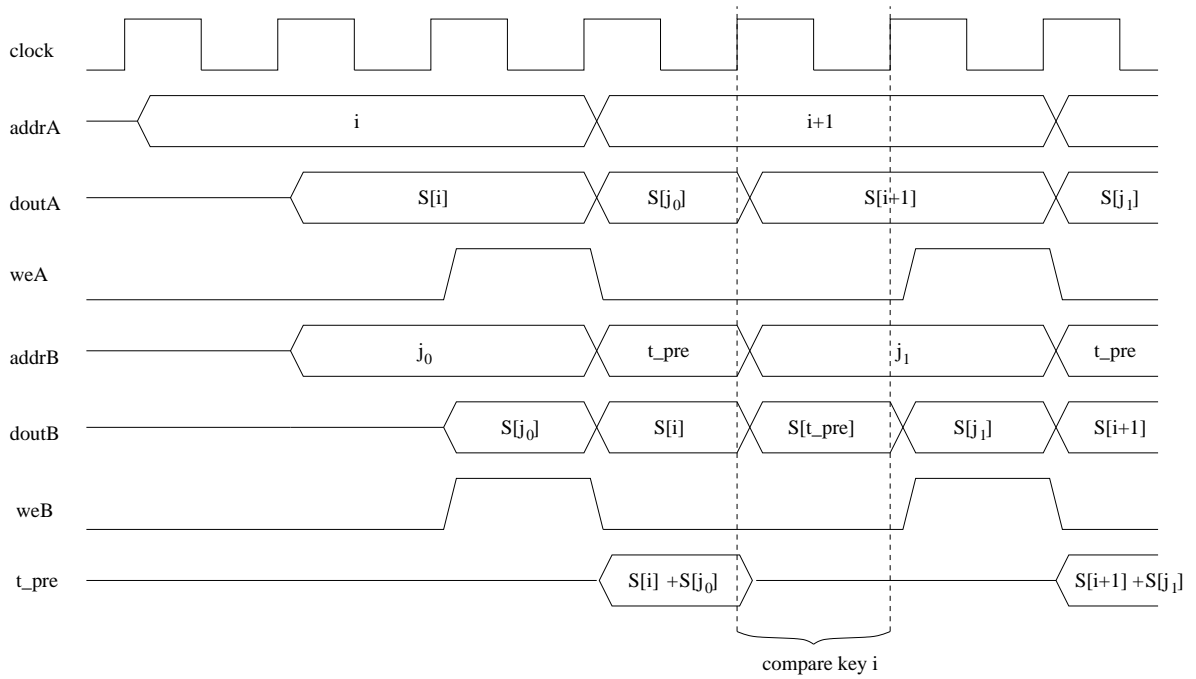 clock
addrA i i+1
doutA S[i] S[j0] S[i+1] S[j1]
weA
addrB j0 t_pre j1 t_pre
doutB S[j0] S[i] S[t_pre] S[j1] S[i+1]
weB
t_pre S[i] +S[j0] S[i+1] +S[j1]
compare key i